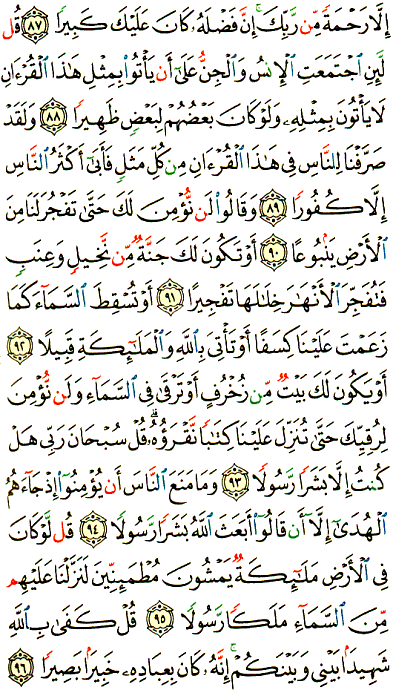 إِلَّا رَحْمَةً مِّن رَّبِّكَ ۚ إِنَّ فَضْلَهُۥ كَانَ عَلَيْكَ كَبِيرًا ٨٧ قُل
لَّئِنِ ٱجْتَمَعَتِ ٱلْإِنسُ وَٱلْجِنُّ عَلَىٰٓ أَن يَأْتُوا۟ بِمِثْلِ هَـٰذَا ٱلْقُرْءَانِ
لَا يَأْتُونَ بِمِثْلِهِۦ وَلَوْ كَانَ بَعْضُهُمْ لِبَعْضٍ ظَهِيرًا ٨٨ وَلَقَدْ
صَرَّفْنَا لِلنَّاسِ فِى هَـٰذَا ٱلْقُرْءَانِ مِن كُلِّ مَثَلٍ فَأَبَىٰٓ أَكْثَرُ ٱلنَّاسِ
إِلَّا كُفُورًا ٨٩ وَقَالُوا۟ لَن نُّؤْمِنَ لَكَ حَتَّىٰ تَفْجُرَ لَنَا مِنَ
ٱلْأَرْضِ يَنۢبُوعًا ٩٠ أَوْ تَكُونَ لَكَ جَنَّةٌ مِّن نَّخِيلٍ وَعِنَبٍ
فَتُفَجِّرَ ٱلْأَنْهَـٰرَ خِلَـٰلَهَا تَفْجِيرًا ٩١ أَوْ تُسْقِطَ ٱلسَّمَآءَ كَمَا
زَعَمْتَ عَلَيْنَا كِسَفًا أَوْ تَأْتِىَ بِٱللَّهِ وَٱلْمَلَـٰٓئِكَةِ قَبِيلًا ٩٢
أَوْ يَكُونَ لَكَ بَيْتٌ مِّن زُخْرُفٍ أَوْ تَرْقَىٰ فِى ٱلسَّمَآءِ وَلَن نُّؤْمِنَ
لِرُقِيِّكَ حَتَّىٰ تُنَزِّلَ عَلَيْنَا كِتَـٰبًا نَّقْرَؤُهُۥ ۗ قُلْ سُبْحَانَ رَبِّى هَلْ
كُنتُ إِلَّا بَشَرًا رَّسُولًا ٩٣ وَمَا مَنَعَ ٱلنَّاسَ أَن يُؤْمِنُوٓا۟ إِذْ جَآءَهُمُ
ٱلْهُدَىٰٓ إِلَّآ أَن قَالُوٓا۟ أَبَعَثَ ٱللَّهُ بَشَرًا رَّسُولًا ٩٤ قُل لَّوْ كَانَ
فِى ٱلْأَرْضِ مَلَـٰٓئِكَةٌ يَمْشُونَ مُطْمَئِنِّينَ لَنَزَّلْنَا عَلَيْهِم
مِّنَ ٱلسَّمَآءِ مَلَكًا رَّسُولًا ٩٥ قُلْ كَفَىٰ بِٱللَّهِ
شَهِيدًۢا بَيْنِى وَبَيْنَكُمْ ۚ إِنَّهُۥ كَانَ بِعِبَادِهِۦ خَبِيرًۢا بَصِيرًا ٩٦